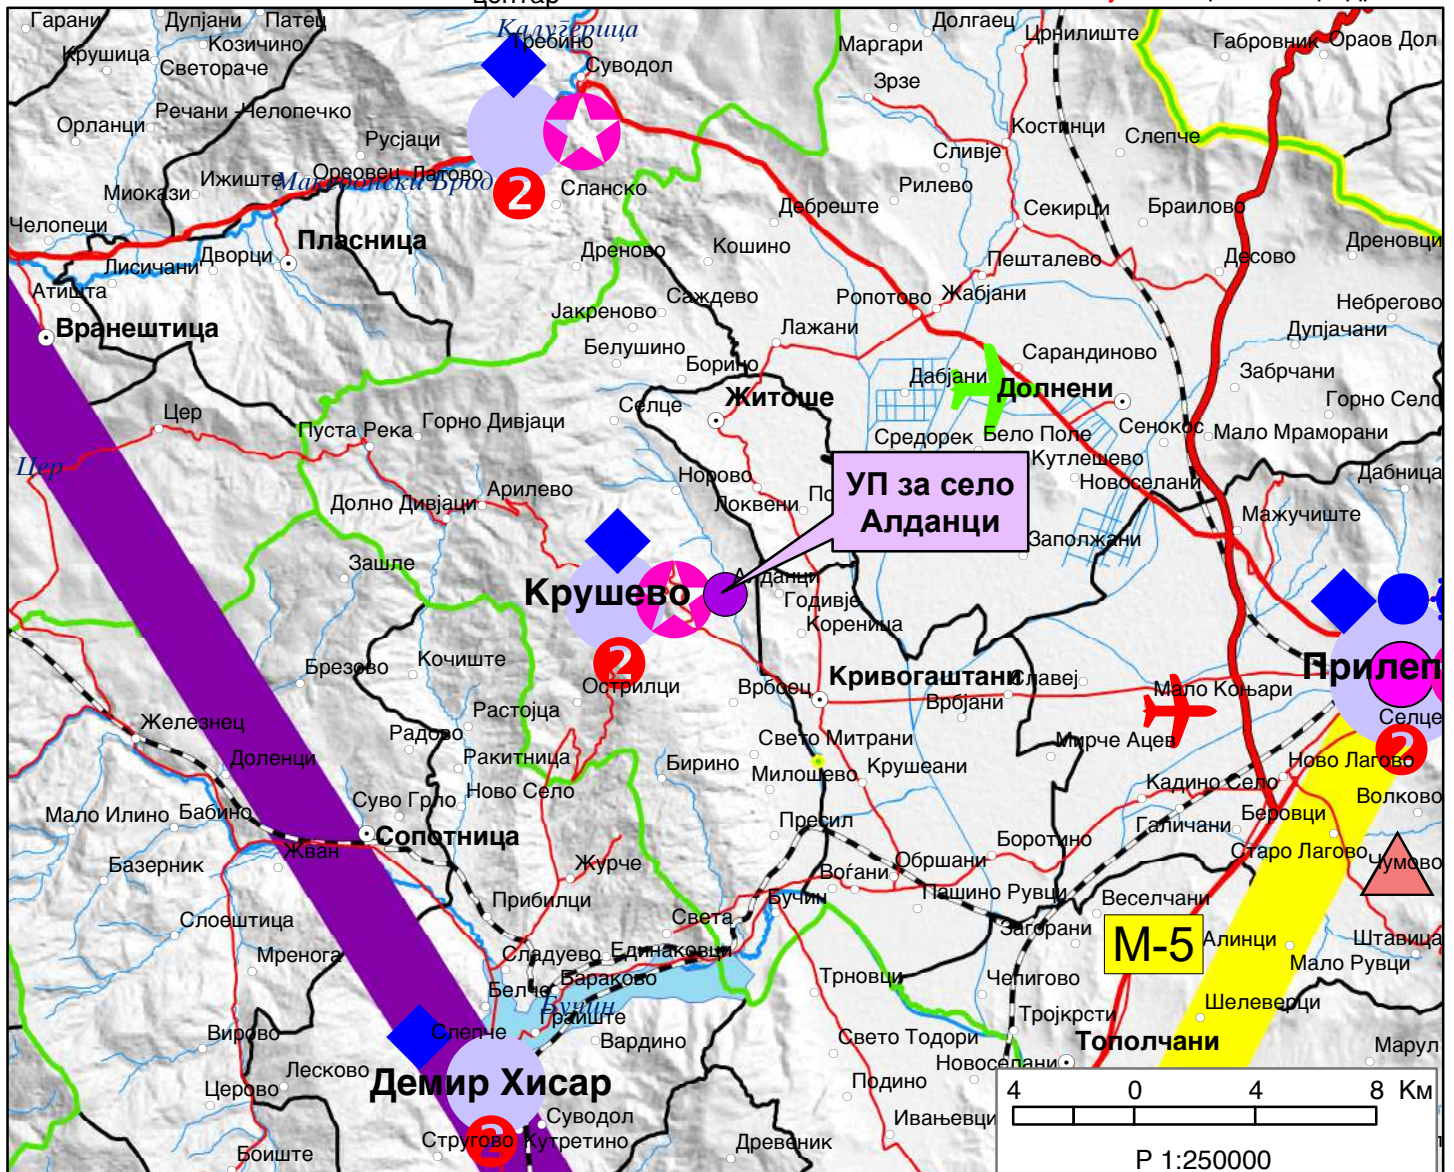 центар
Гарани
Дупјани
Патец
Калугерица
Требино
Долгаец
Црнилиште
Маргари
Габровник
Ораов Дол
Крушица
Козичино
Светораче
Суводол
Зрзе
Речани - Челопечко
Орланци
Русјаци
Костинци
Слепче
Сливје
Рилево
Миокази
Ижиште
Ореовец
Латово
Македонски Брод
2
Сланско
Дебреште
Секирци
Браилово
Челопеци
Пласница
Дворци
Лисичани
Дреново
Кошино
Пешталево
Десово
Дреновци
Атишта
Саждево
Ропотово
Жабјани
Небрегово
Вранештица
Јакреново
Лажани
Дупјачани
Белушино
Борино
Сарандиново
Забрчани
Дабјани
Долнени
Житоше
Селце
Горно Село
Цер
Пуста Река
Горно Дивјаци
Средорек
Бело Поле
Сенокос
Мало Мраморани
Цер
Кутлешево
Дабница
Норово
Новоселани
Долно Дивјаци
Арилево
Локвени
УП за село
Алданци
Мажучиште
Зашле
Заполжани
Крушево
Алданци
Годивје
Кореница
Брезово
Кочиште
2
Острилци
Врбоец
Кривогаштани
Славеј
Врбјани
Мало Коњари
Прилеп
Селце
Железнец
Растојца
Радово
Ракитница
Доленци
Свето Митрани
Мирче Ацев
2
Бирино
Милошево
Крушеани
Ново Лагово
Кадино Село
Суво Грло
Ново Село
Волково
Мало Илино
Бабино
Сопотница
Пресил
Беровци
Галичани
Боротино
Старо Лагово
Чумово
Базерник
Жван
Журче
Обршани
Воѓани
Прибилци
Бучин
Пашино Рувци
Веселчани
Слоештица
Света
Загорани
М-5
Алинци
Штавица
Мренога
Сладуево
Единаковци
Мало Рувци
Бараково
Трновци
Чепигово
Белче
Бучин
Граиште
Шелеверци
Вирово
Слепче
Вардино
Тројкрсти
Свето Тодори
Тополчани
Марул
Новоселани
Лесково
Демир Хисар
Церово
Подино
4 0 4 8 Км
Суводол
Ивањевци
Стругово
2
Кутретино
Древеник
Боиште
Р 1:250000